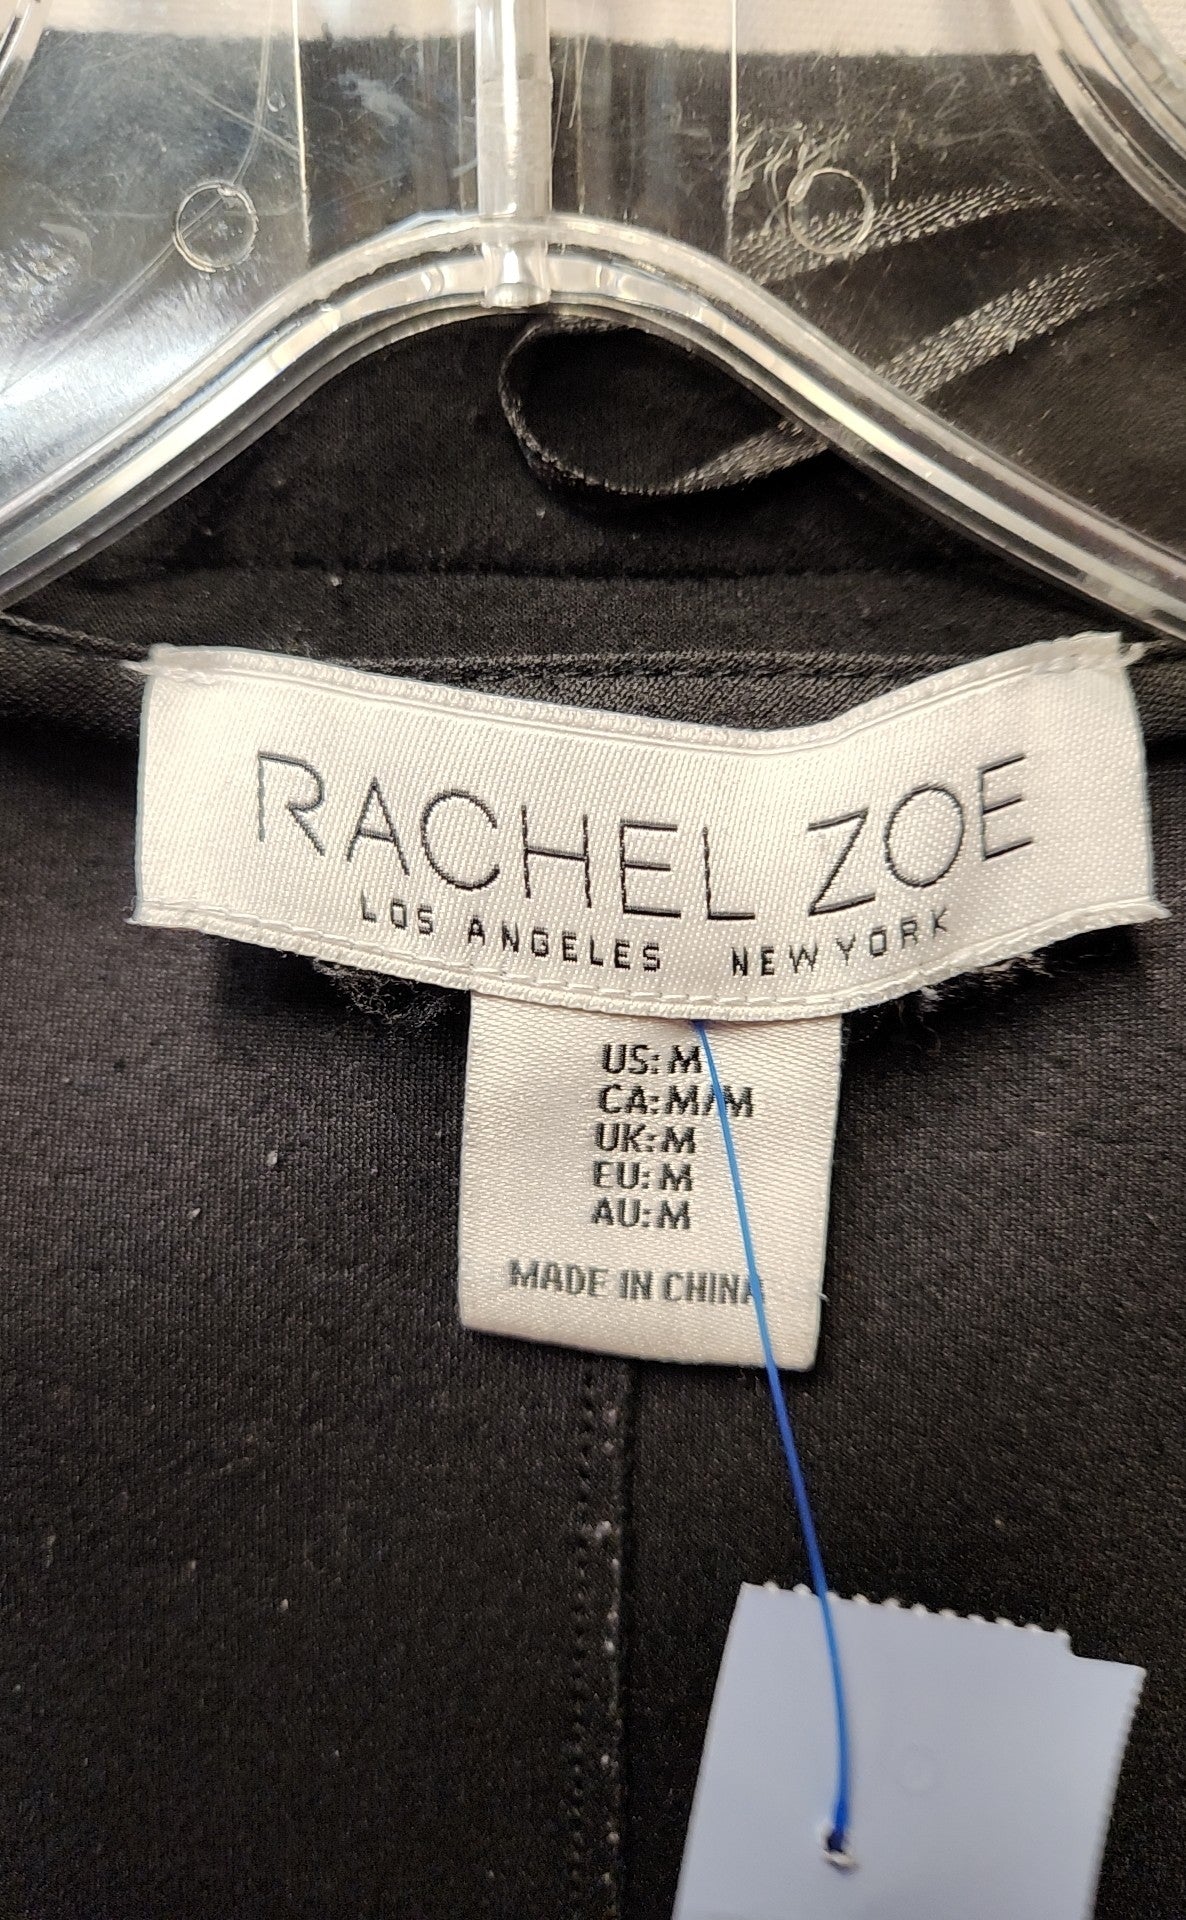 RACHEL ZOE
LOS ANGELES NEW YORK
US: M
CA: M/M
UK: M
EU: M
AU: M
MADE IN CHINA